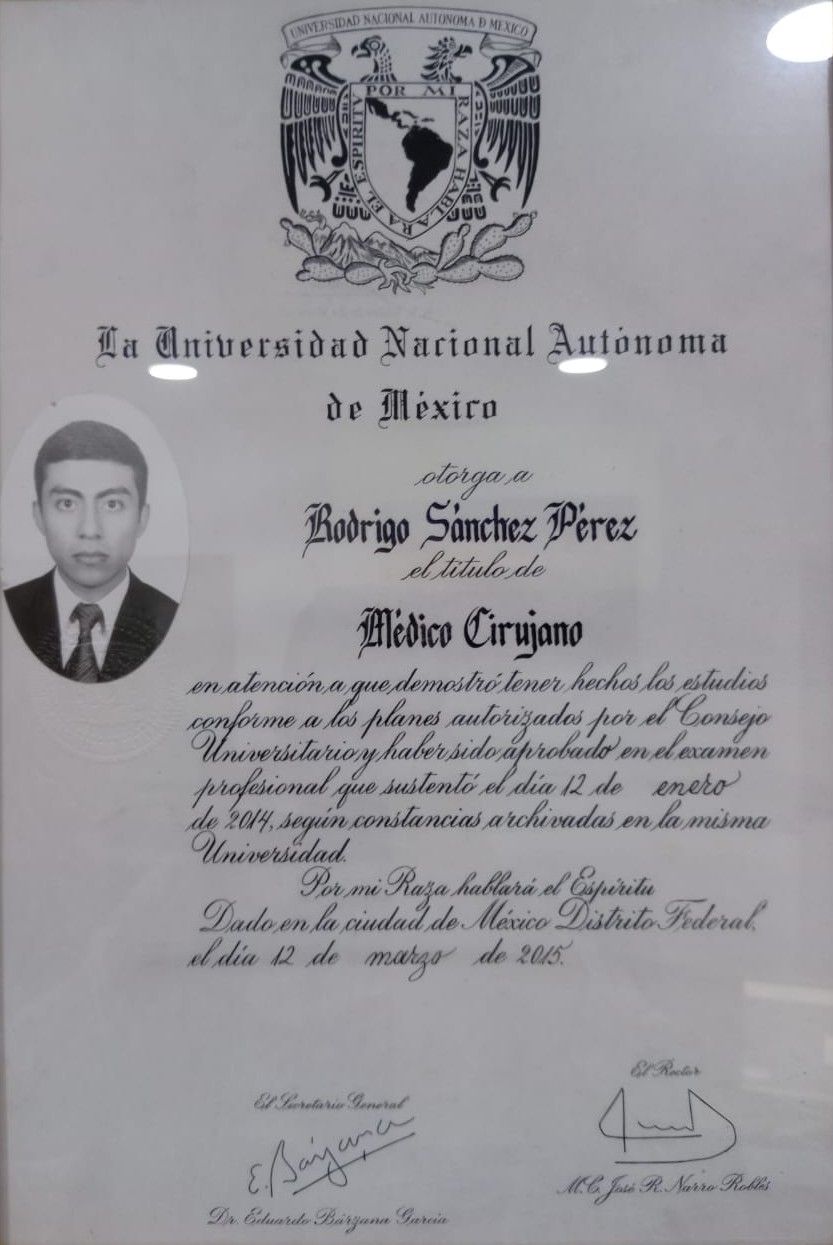 UNIVERSIDAD NACIONAL AUTONOMA D MEXICO
POR MI RAZA HABLARA EL ESPIRITV
La Universidad Nacional Autónoma
de México
otorga a
Rodrigo Sánchez Pérez
el título de
Médico Cirujano
en atención a que demostró tener hechos los estudios
conforme a los planes autorizados por el Consejo
Universitario y haber sido aprobado en el examen
profesional que sustentó el día 12 de enero
de 2014, según constancias archivadas en la misma
Universidad.
Por mi Raza hablará el Espíritu
Dado en la ciudad de México Distrito Federal,
el día 12 de marzo de 2015.
El Rector
El Secretario General
E. Bárzana
M.C. José R. Narro Robles
Dr. Eduardo Bárzana García